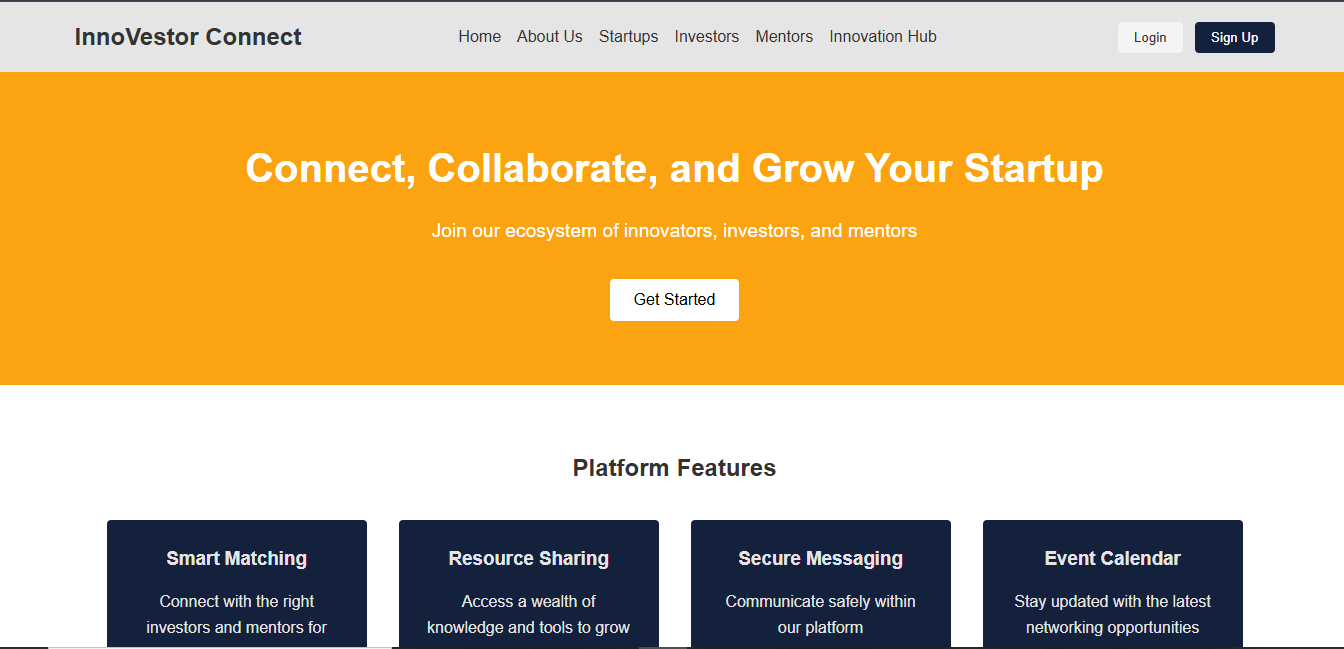 InnoVestor Connect
Home About Us Startups Investors Mentors Innovation Hub
Login
Sign Up
Connect, Collaborate, and Grow Your Startup
Join our ecosystem of innovators, investors, and mentors
Get Started
Platform Features
Smart Matching
Connect with the right
investors and mentors for
Resource Sharing
Access a wealth of
knowledge and tools to grow
Secure Messaging
Communicate safely within
our platform
Event Calendar
Stay updated with the latest
networking opportunities